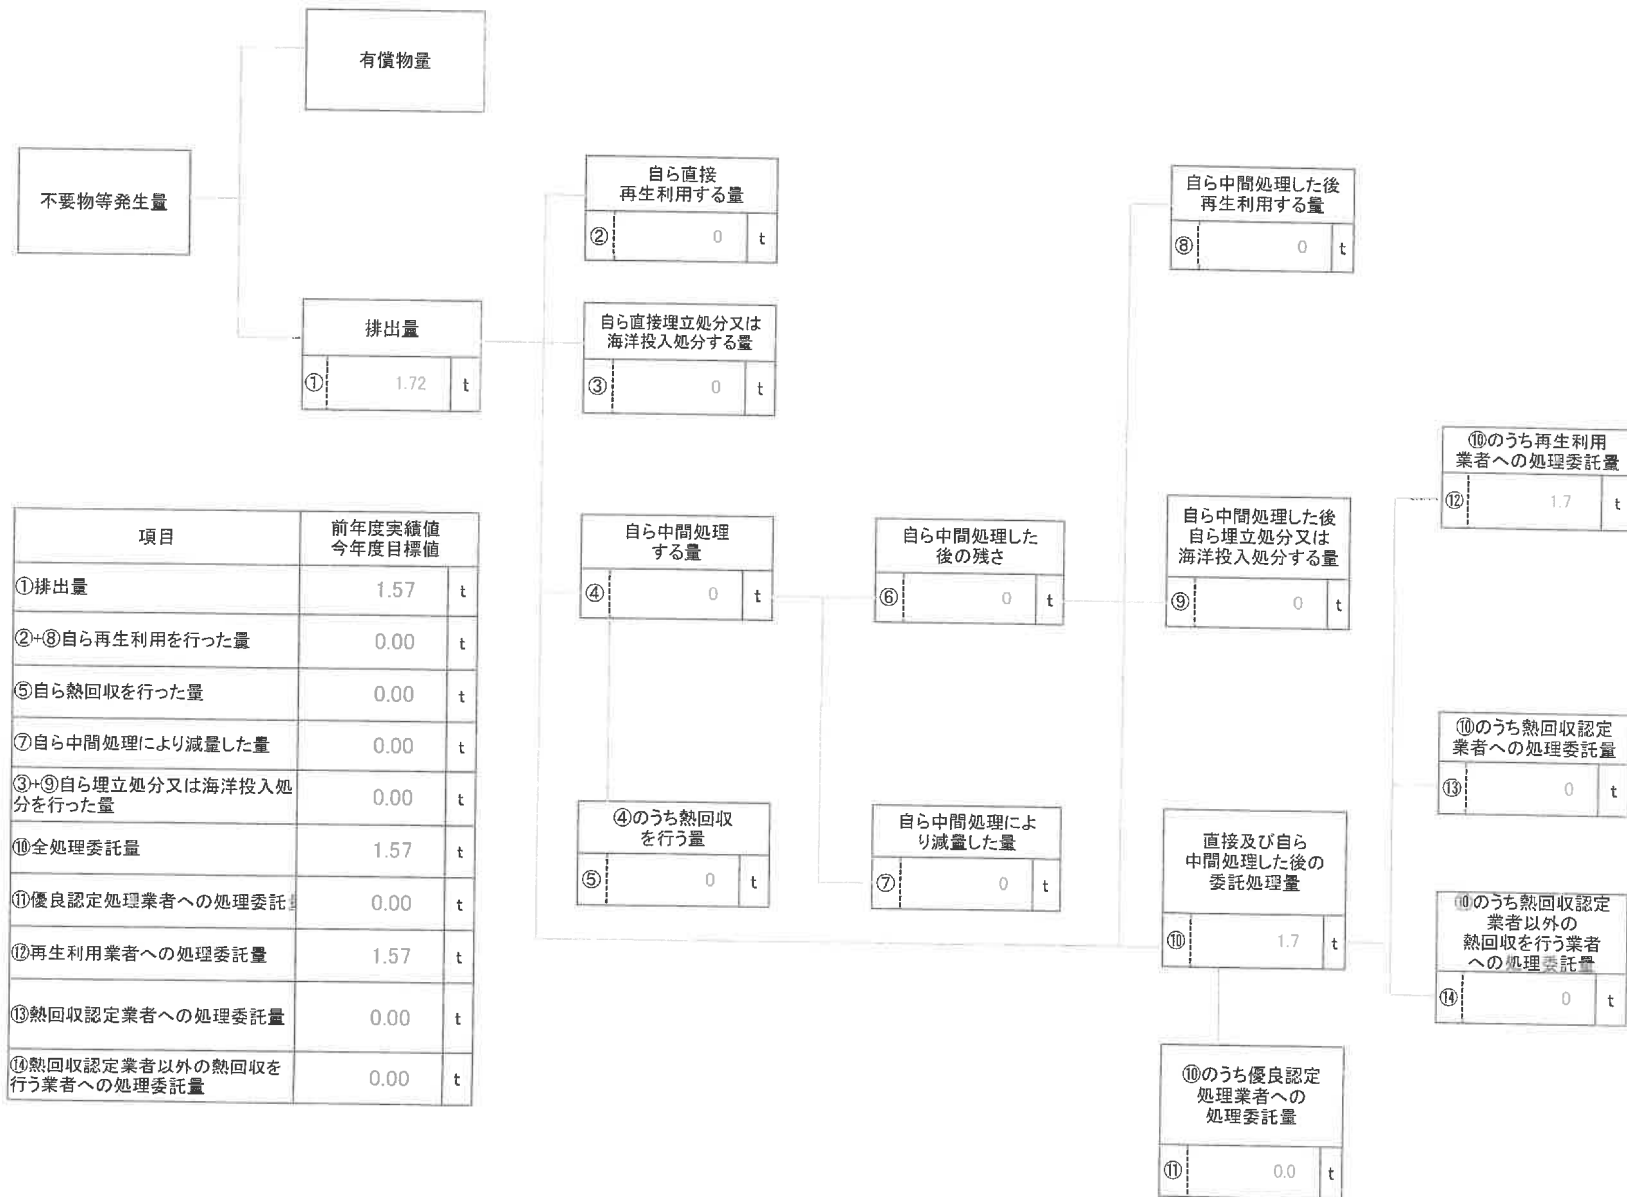 有償物量
不要物等発生量
排出量
① 1.72 t
自ら直接
再生利用する量
② 0 t
自ら直接埋立処分又は
海洋投入処分する量
③ 0 t
自ら中間処理
する量
④ 0 t
④のうち熱回収
を行う量
⑤ 0 t
自ら中間処理した
後の残さ
⑥ 0 t
自ら中間処理によ
り減量した量
⑦ 0 t
自ら中間処理した後
再生利用する量
⑧ 0 t
自ら中間処理した後
自ら埋立処分又は
海洋投入処分する量
⑨ 0 t
直接及び自ら
中間処理した後の
委託処理量
⑩ 1.7 t
⑩のうち優良認定
処理業者への
処理委託量
⑪ 0.0 t
⑩のうち再生利用
業者への処理委託量
⑫ 1.7 t
⑩のうち熱回収認定
業者への処理委託量
⑬ 0 t
⑩のうち熱回収認定
業者以外の
熱回収を行う業者
への処理委託量
⑭ 0 t
項目 前年度実績値
今年度目標値
①排出量 1.57 t
②+⑧自ら再生利用を行った量 0.00 t
⑤自ら熱回収を行った量 0.00 t
⑦自ら中間処理により減量した量 0.00 t
③+⑨自ら埋立処分又は海洋投入処
分を行った量 0.00 t
⑩全処理委託量 1.57 t
⑪優良認定処理業者への処理委託量 0.00 t
⑫再生利用業者への処理委託量 1.57 t
⑬熱回収認定業者への処理委託量 0.00 t
⑭熱回収認定業者以外の熱回収を
行う業者への処理委託量 0.00 t